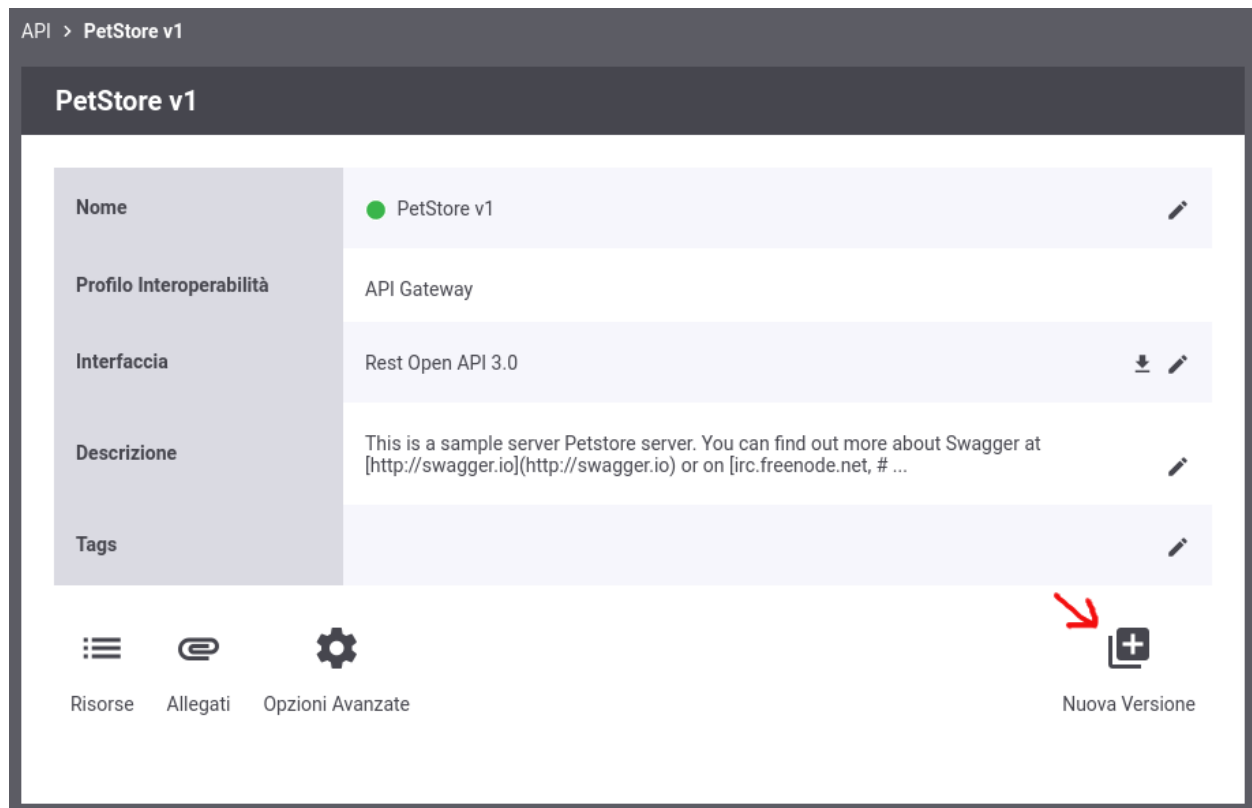 API > PetStore v1
PetStore v1
Nome
PetStore v1
Profilo Interoperabilità
API Gateway
Interfaccia
Rest Open API 3.0
Descrizione
This is a sample server Petstore server. You can find out more about Swagger at
[http://swagger.io](http://swagger.io) or on [irc.freenode.net, # ...
Tags
Risorse
Allegati
Opzioni Avanzate
Nuova Versione